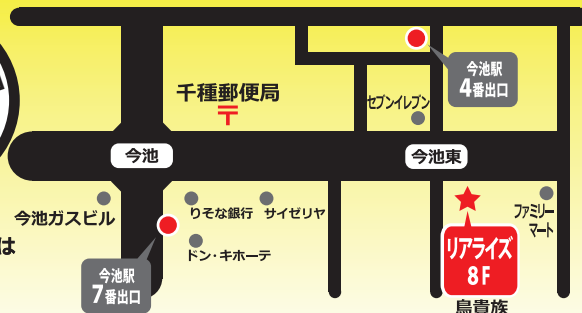 今池駅
4番出口
千種郵便局
〒
セブンイレブン
今池
今池東
今池ガスビル
りそな銀行
サイゼリヤ
ファミリー
マート
は
ドン・キホーテ
リアライズ
8F
今池駅
7番出口
鳥貴族